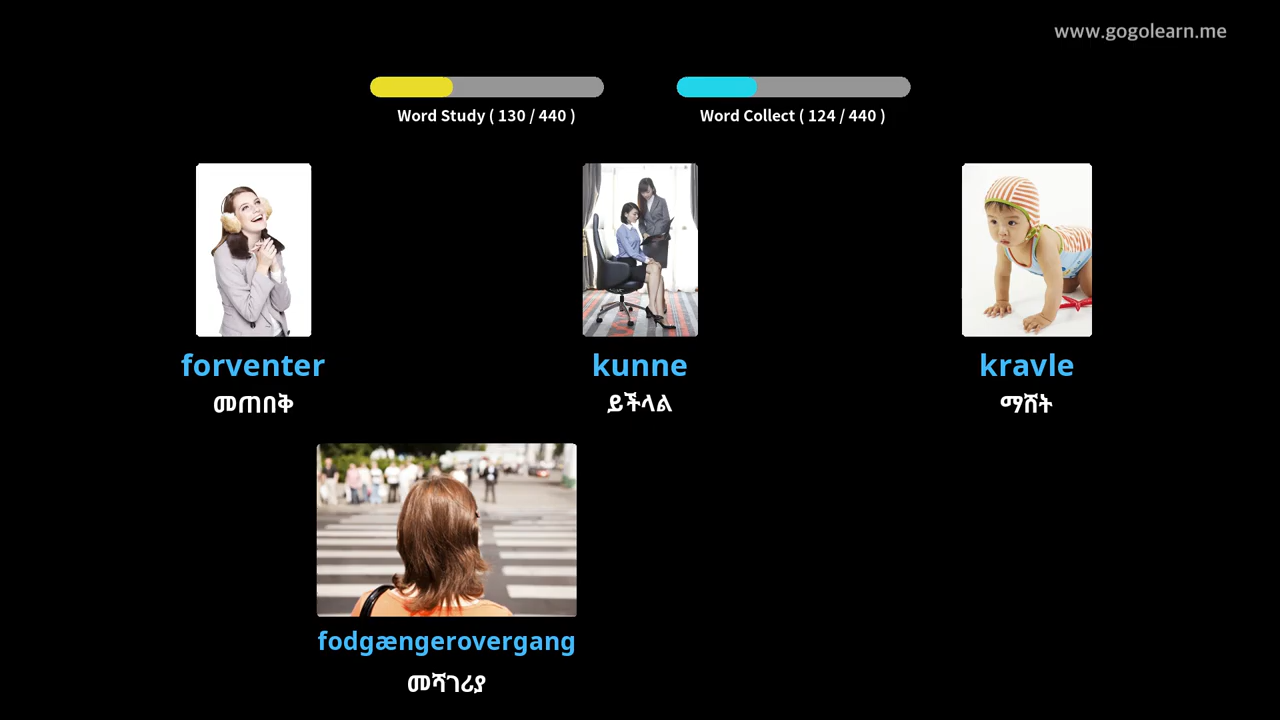 www.gogolearn.me
Word Study ( 130 / 440 )
Word Collect ( 124 / 440 )
forventer
kunne
kravle
መጠበቅ
ይችላል
ማሸት
fodgængerovergang
መሻገሪያ